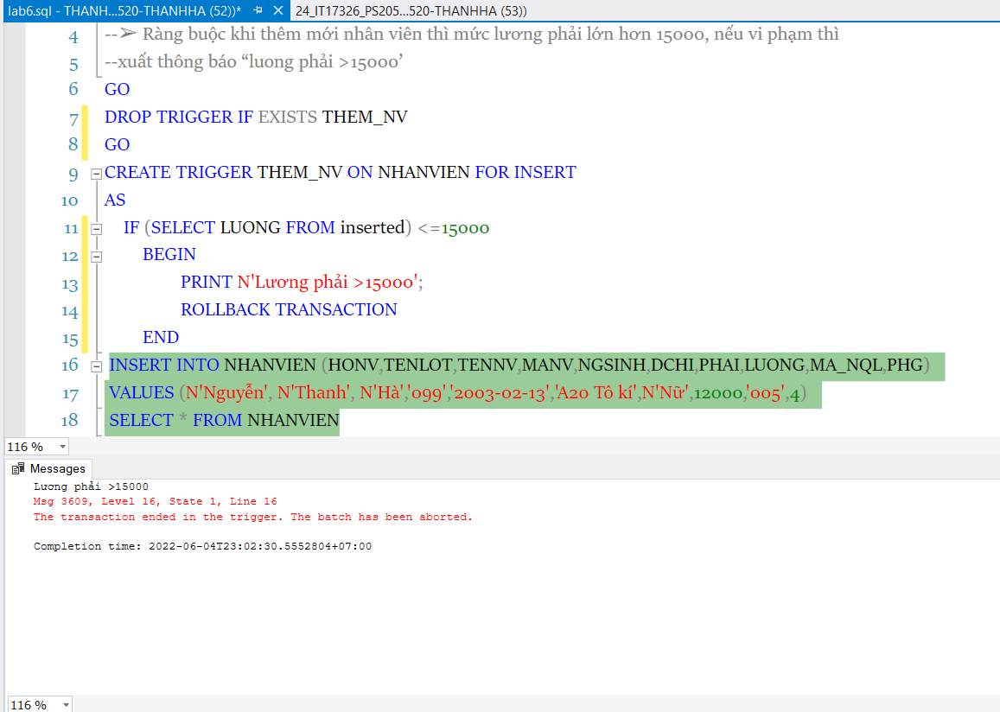 lab6.sql - THANH...520-THANHHA (52))* 24_IT17326_PS205...520-THANHHA (53))
4 --➢ Ràng buộc khi thêm mới nhân viên thì mức lương phải lớn hơn 15000, nếu vi phạm thì
5 --xuất thông báo “luong phải >15000’
6 GO
7 DROP TRIGGER IF EXISTS THEM_NV
8 GO
9 CREATE TRIGGER THEM_NV ON NHANVIEN FOR INSERT
10 AS
11 IF (SELECT LUONG FROM inserted) <=15000
12 BEGIN
13 PRINT N'Lương phải >15000';
14 ROLLBACK TRANSACTION
15 END
16 INSERT INTO NHANVIEN (HONV,TENLOT,TENNV,MANV,NGSINH,DCHI,PHAI,LUONG,MA_NQL,PHG)
17 VALUES (N'Nguyễn', N'Thanh', N'Hà','099','2003-02-13','A20 Tô kí',N'Nữ',12000,'005',4)
18 SELECT * FROM NHANVIEN
116 %
Messages
Lương phải >15000
Msg 3609, Level 16, State 1, Line 16
The transaction ended in the trigger. The batch has been aborted.
Completion time: 2022-06-04T23:02:30.5552804+07:00
116 %